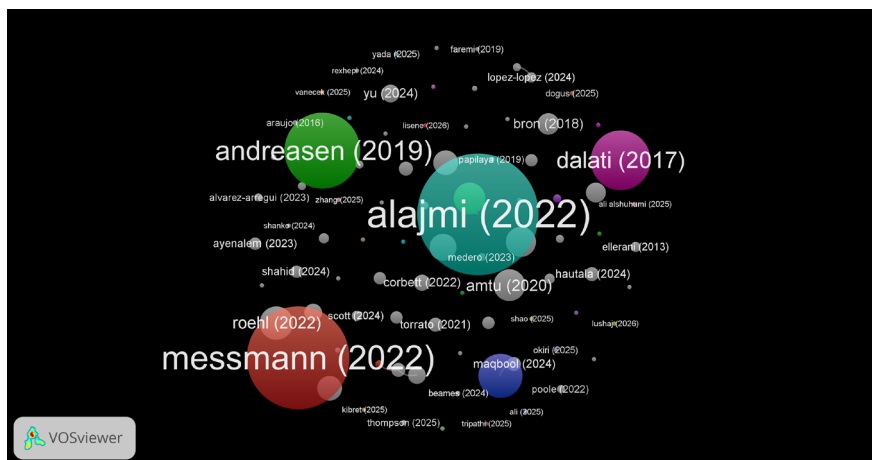 faremi (2019)
yada (2025)
rexhepi (2024)
lopez-lopez (2024)
vanecek (2025)
yu (2024)
dogus (2025)
araujo (2016)
lisene (2026)
bron (2018)
andreasen (2019)
papilaya (2019)
dalati (2017)
alvarez-arregui (2023)
zhang (2025)
ali alshuhumi (2025)
alajmi (2022)
shanko (2024)
ayenalem (2023)
ellerani (2013)
medero (2023)
shahid (2024)
corbett (2022)
hautala (2024)
amtu (2020)
scott (2024)
roehl (2022)
torrato (2021)
shao (2025)
lushaj (2026)
messmann (2022)
okiri (2025)
maqbool (2024)
beames (2024)
poole (2022)
kibret (2025)
ali (2025)
thompson (2025)
tripathi (2025)
VOSviewer